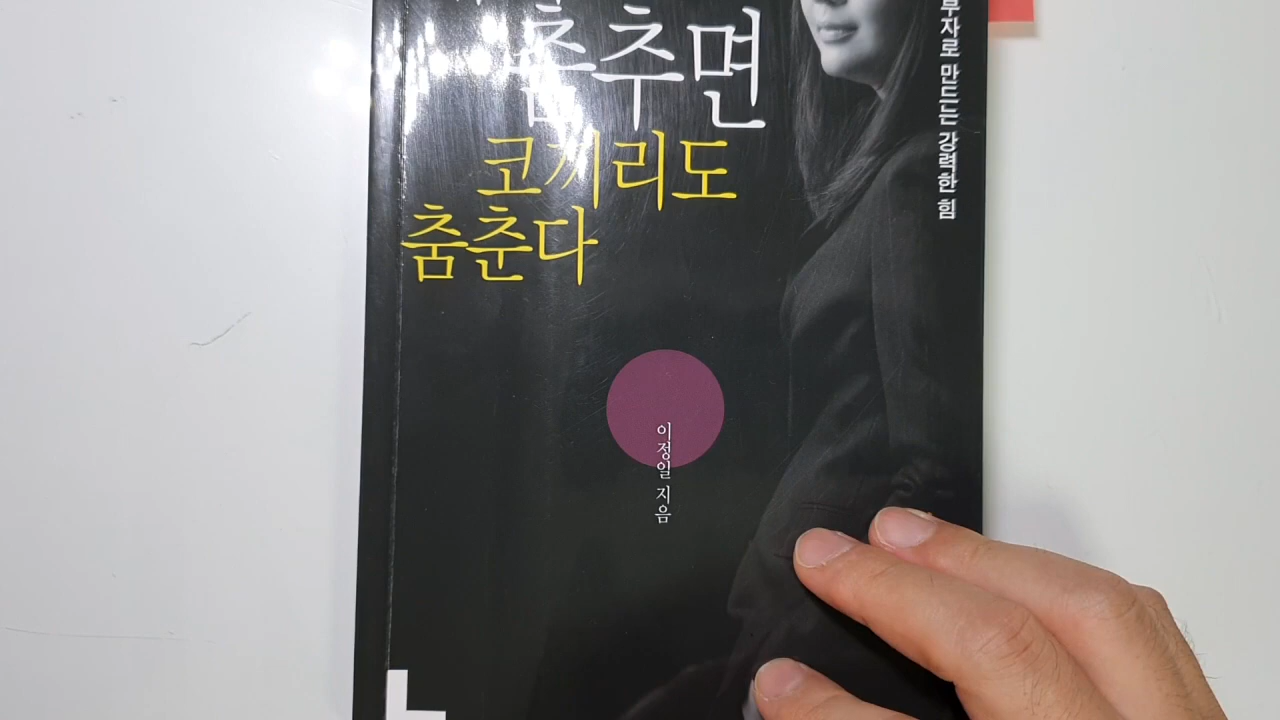 춤추면
코끼리도
춤춘다
부자로 만드는 강력한 힘
이정일 지음